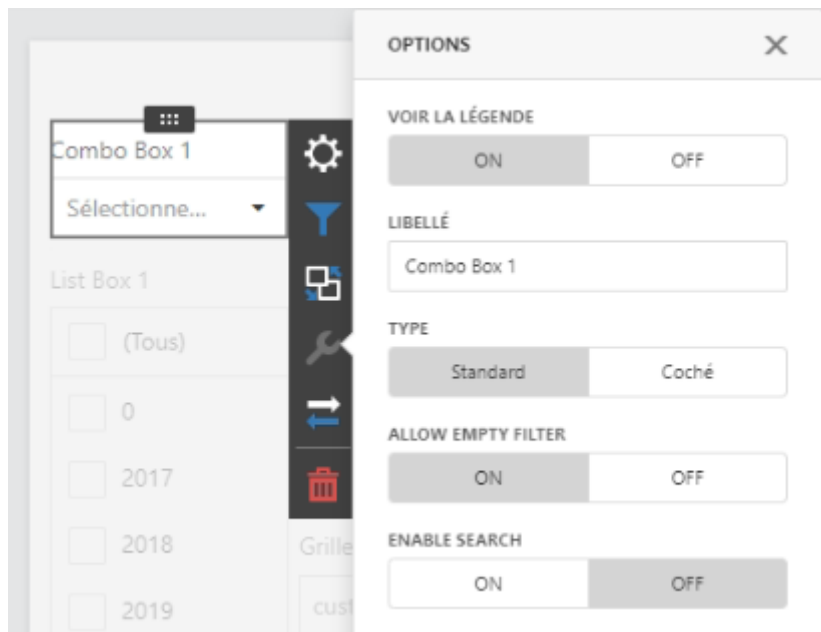 OPTIONS
VOIR LA LÉGENDE
ON OFF
LIBELLÉ
Combo Box 1
TYPE
Standard Coché
ALLOW EMPTY FILTER
ON OFF
ENABLE SEARCH
ON OFF
Combo Box 1
Sélectionne...
List Box 1
(Tous)
0
2017
2018
2019
Grille
cust